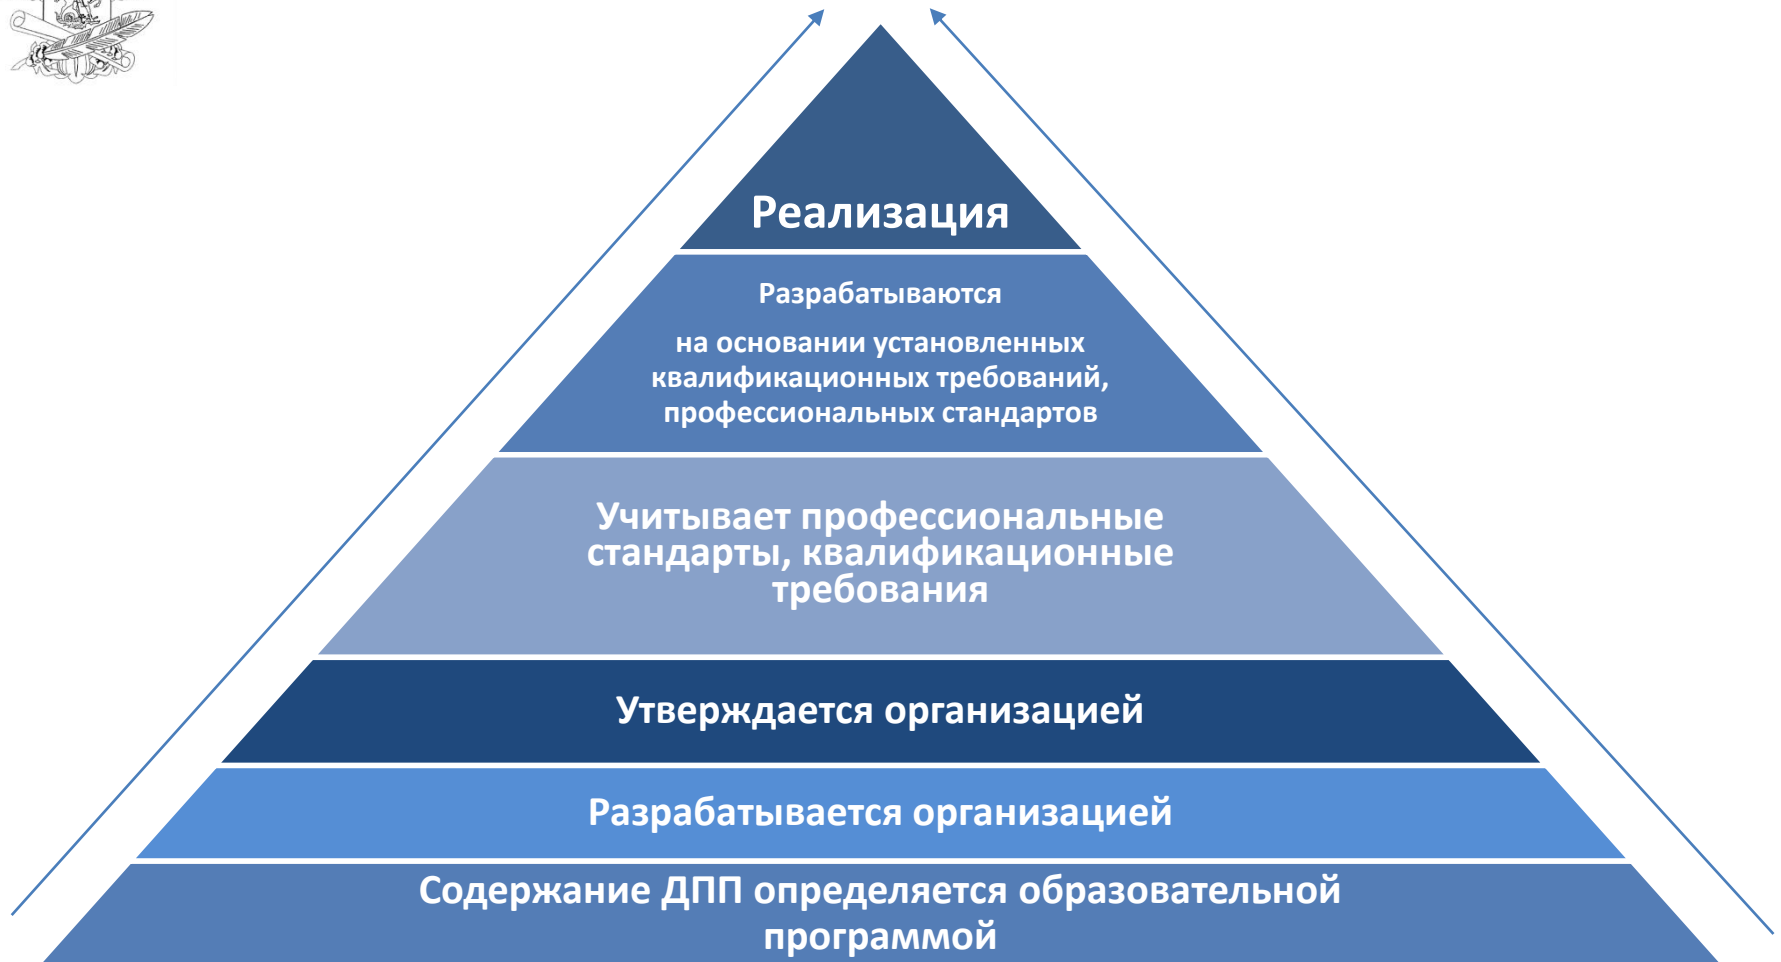 Реализация
Разрабатываются
на основании установленных
квалификационных требований,
профессиональных стандартов
Учитывает профессиональные
стандарты, квалификационные
требования
Утверждается организацией
Разрабатывается организацией
Содержание ДПП определяется образовательной
программой